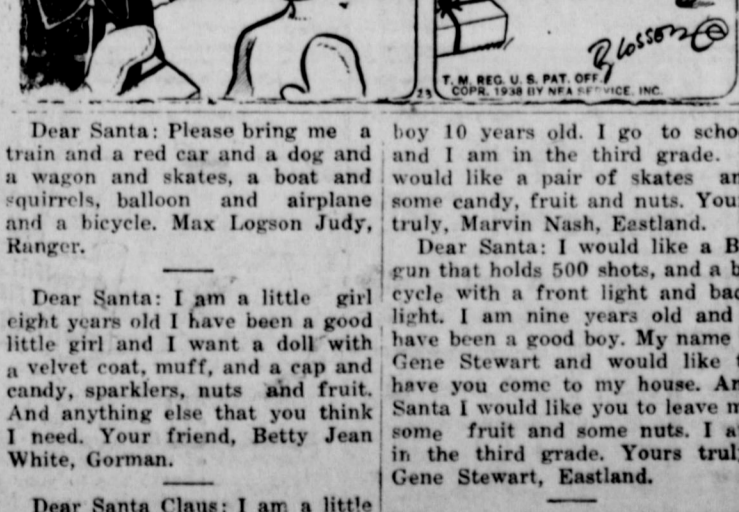 Blosser
T. M. REG. U. S. PAT. OFF.
COPR. 1938 BY NEA SERVICE, INC.
Dear Santa: Please bring me a
train and a red car and a dog and
a wagon and skates, a boat and
squirrels, balloon and airplane
and a bicycle. Max Logson Judy,
Ranger.
Dear Santa: I am a little girl
eight years old I have been a good
little girl and I want a doll with
a velvet coat, muff, and a cap and
candy, sparklers, nuts and fruit.
And anything else that you think
I need. Your friend, Betty Jean
White, Gorman.
Dear Santa Claus: I am a little
boy 10 years old. I go to scho
and I am in the third grade.
would like a pair of skates an
some candy, fruit and nuts. You
truly, Marvin Nash, Eastland.
Dear Santa: I would like a B
gun that holds 500 shots, and a b
cycle with a front light and bac
light. I am nine years old and
have been a good boy. My name
Gene Stewart and would like t
have you come to my house. An
Santa I would like you to leave m
some fruit and some nuts. I a
in the third grade. Yours trul
Gene Stewart, Eastland.